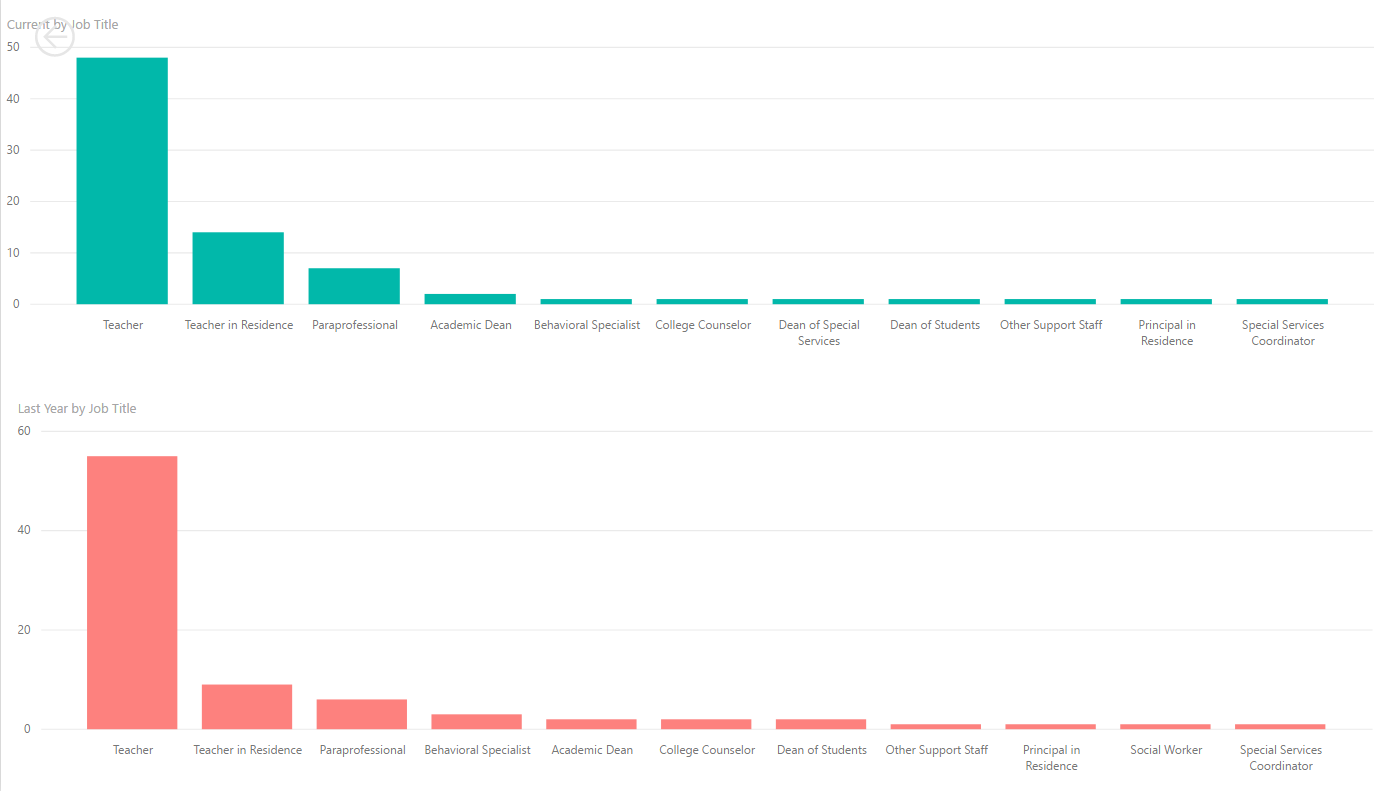 Current by Job Title
50
40
30
20
10
0
Teacher
Teacher in Residence
Paraprofessional
Academic Dean
Behavioral Specialist
College Counselor
Dean of Special
Services
Dean of Students
Other Support Staff
Principal in
Residence
Special Services
Coordinator
Last Year by Job Title
60
40
20
0
Teacher
Teacher in Residence
Paraprofessional
Behavioral Specialist
Academic Dean
College Counselor
Dean of Students
Other Support Staff
Principal in
Residence
Social Worker
Special Services
Coordinator